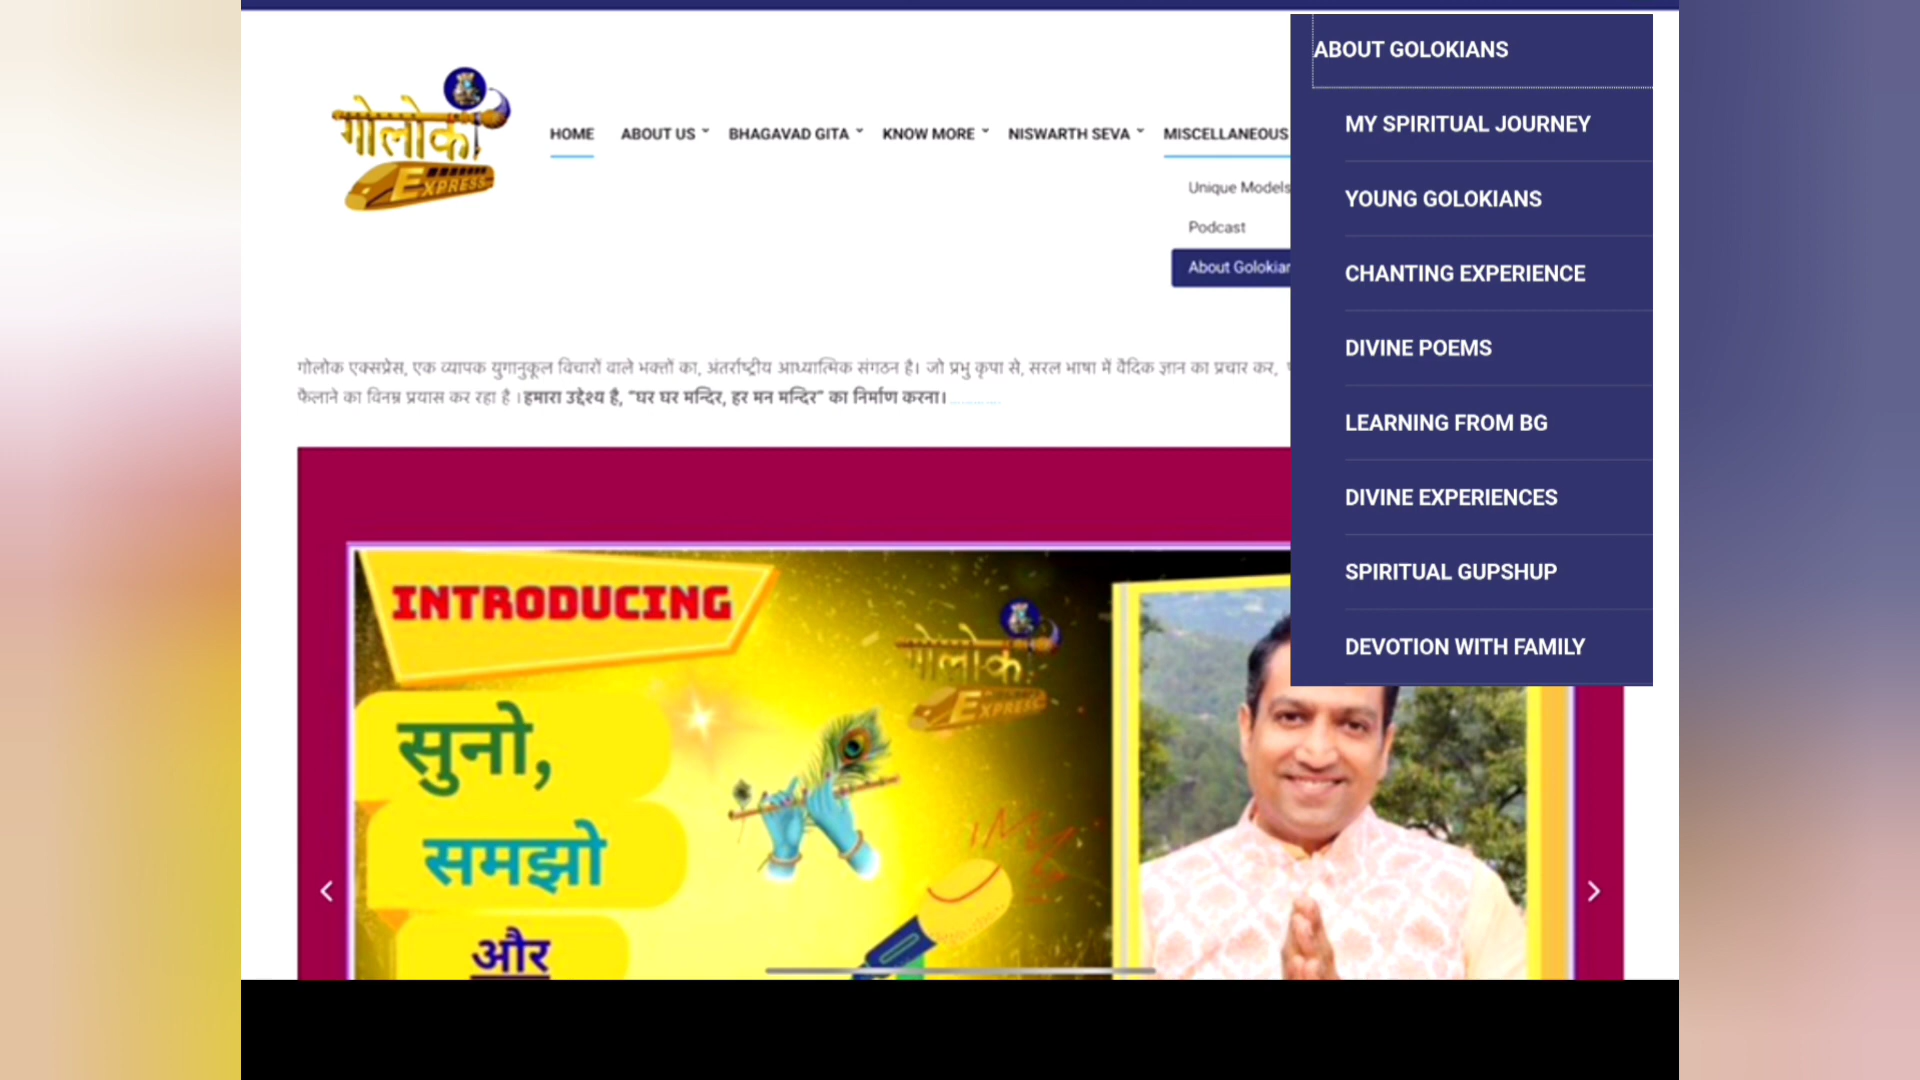 ABOUT GOLOKIANS
MY SPIRITUAL JOURNEY
YOUNG GOLOKIANS
CHANTING EXPERIENCE
DIVINE POEMS
LEARNING FROM BG
DIVINE EXPERIENCES
SPIRITUAL GUPSHUP
DEVOTION WITH FAMILY
गोलोक
EXPRESS
HOME ABOUT US BHAGAVAD GITA KNOW MORE NISWARTH SEVA MISCELLANEOUS
Unique Models
Podcast
About
गोलोक एक्सप्रेस, एक व्यापक युगानुकूल विचारों वाले भक्तों का, अंतर्राष्ट्रीय आध्यात्मिक संगठन है। जो प्रभु कृपा से, सरल भाषा में वैदिक ज्ञान का प्रचार कर,
फैलाने का विनम्र प्रयास कर रहा है । हमारा उद्देश्य है, "घर घर मन्दिर, हर मन मन्दिर" का निर्माण करना। ............
INTRODUCING
गोलोक
EXPRESS
सुनो,
समझो
और